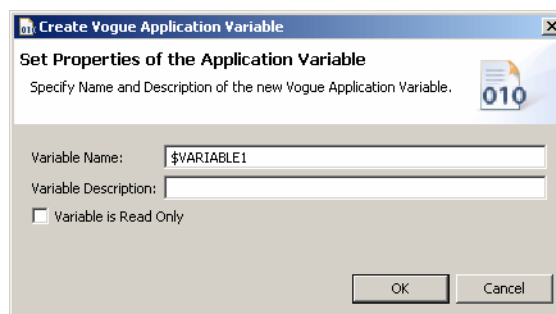 Create Vogue Application Variable
Set Properties of the Application Variable
Specify Name and Description of the new Vogue Application Variable.
010
Variable Name: $VARIABLE1
Variable Description:
Variable is Read Only
OK Cancel